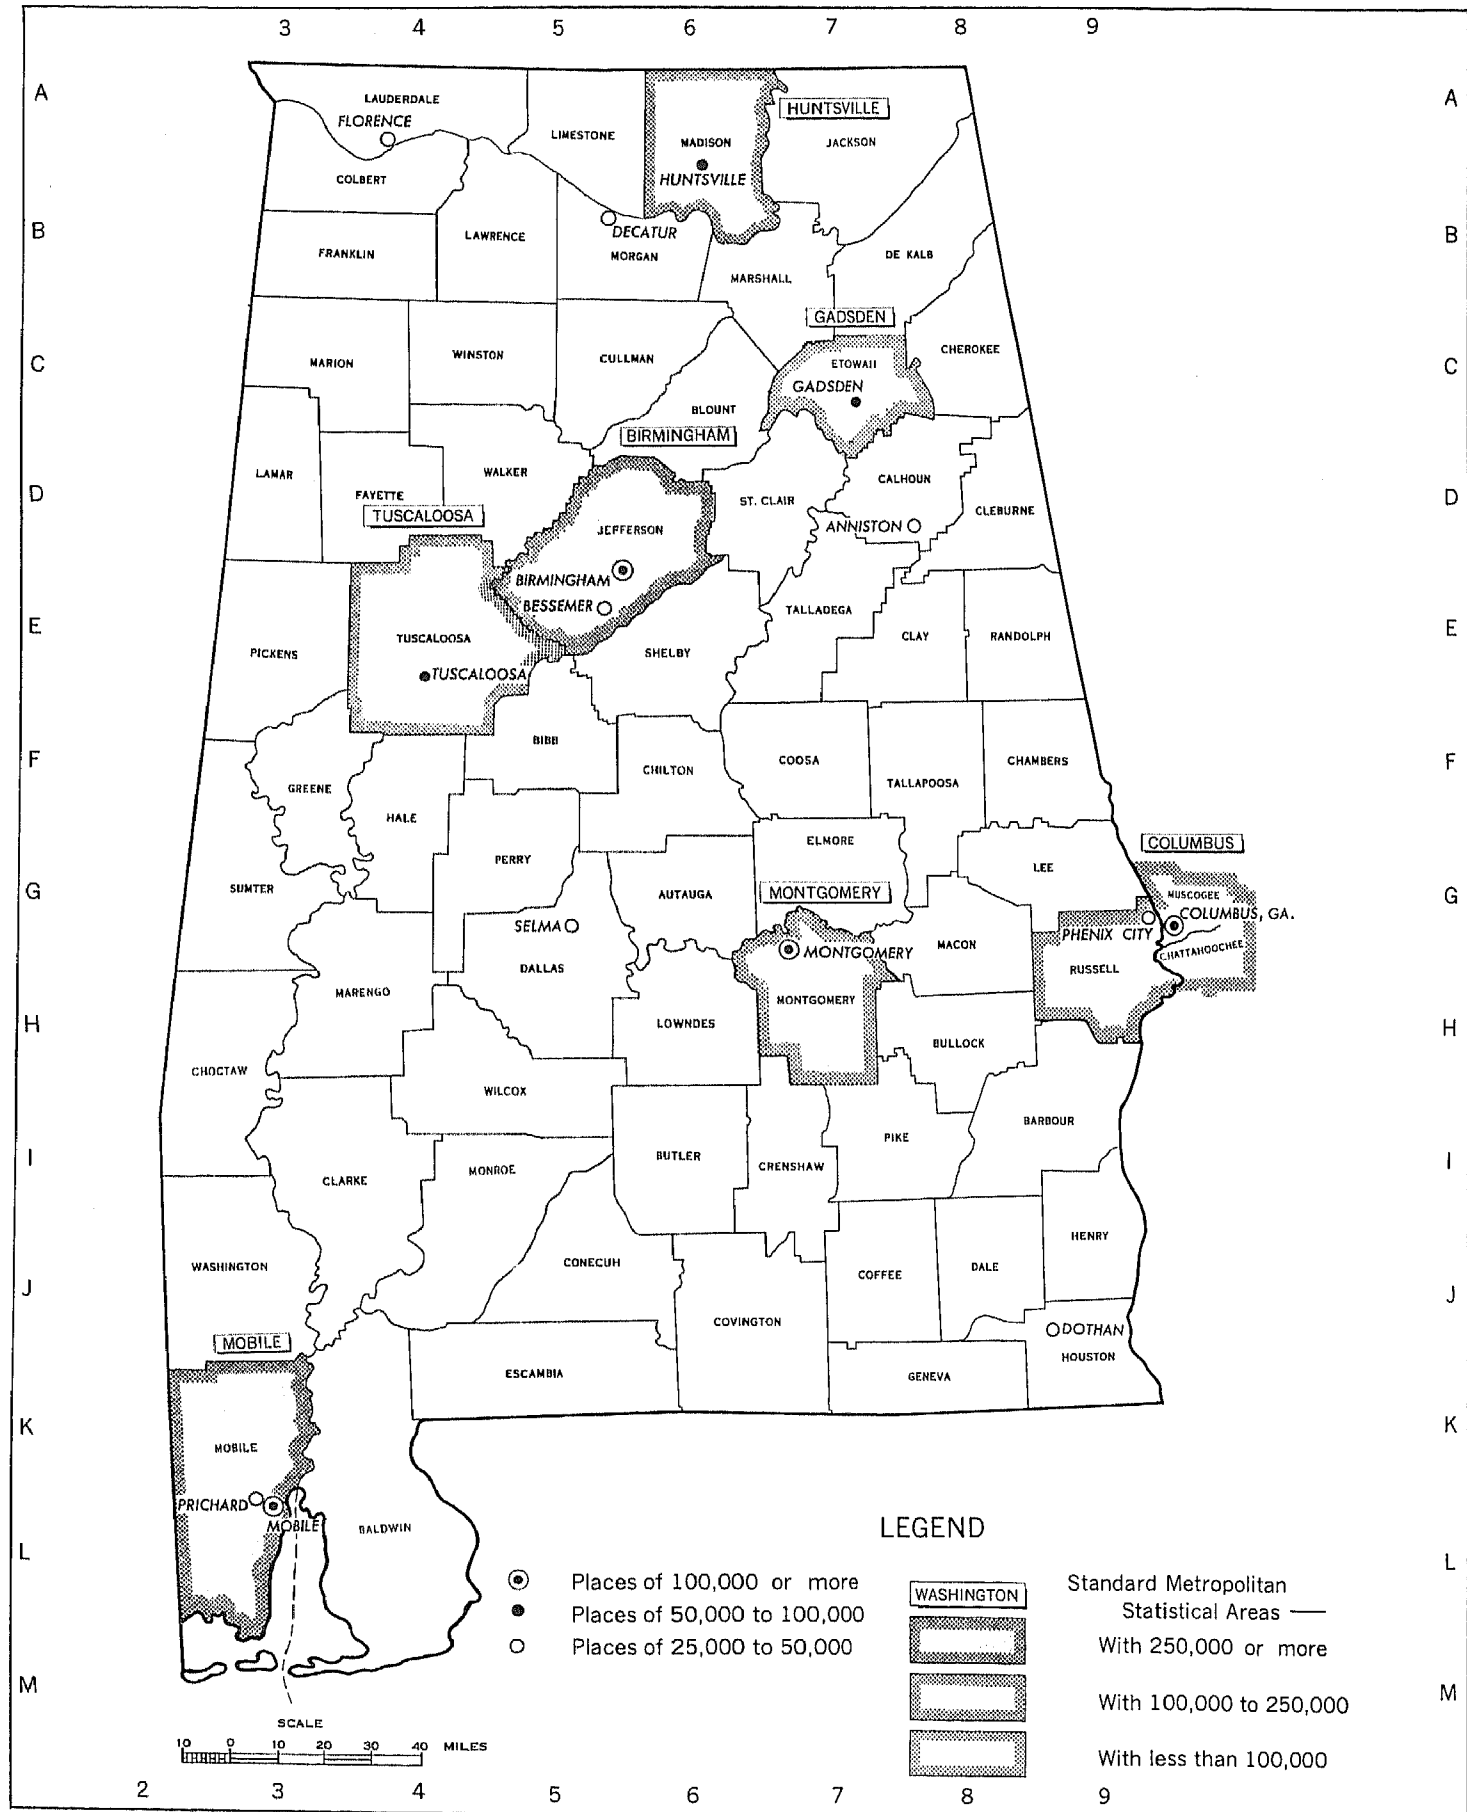 3 4 5 6 7 8 9
A A
LAUDERDALE
FLORENCE
LIMESTONE
MADISON
HUNTSVILLE
HUNTSVILLE
JACKSON
COLBERT
B B
FRANKLIN
LAWRENCE
DECATUR
MORGAN
MARSHALL
DE KALB
GADSDEN
C C
MARION
WINSTON
CULLMAN
ETOWAH
GADSDEN
CHEROKEE
BLOUNT
BIRMINGHAM
D D
LAMAR
FAYETTE
WALKER
ST. CLAIR
CALHOUN
CLEBURNE
TUSCALOOSA
JEFFERSON
ANNISTON
BIRMINGHAM
BESSEMER
E E
PICKENS
TUSCALOOSA
TUSCALOOSA
SHELBY
TALLADEGA
CLAY
RANDOLPH
F F
BIBB
GREENE
HALE
CHILTON
COOSA
TALLAPOOSA
CHAMBERS
PERRY
ELMORE
LEE
COLUMBUS
G G
SUMTER
AUTAUGA
MONTGOMERY
MUSCOGEE
COLUMBUS, GA.
SELMA
PHENIX CITY
MONTGOMERY
MACON
CHATTAHOOCHEE
DALLAS
RUSSELL
MARENGO
MONTGOMERY
H H
LOWNDES
BULLOCK
CHOCTAW
WILCOX
BARBOUR
PIKE
I I
CLARKE
MONROE
BUTLER
CRENSHAW
HENRY
J J
WASHINGTON
CONECUH
COFFEE
DALE
COVINGTON
DOTHAN
HOUSTON
MOBILE
ESCAMBIA
GENEVA
K K
MOBILE
PRICHARD
MOBILE
BALDWIN
L L
LEGEND
Places of 100,000 or more
Places of 50,000 to 100,000
Places of 25,000 to 50,000
WASHINGTON
Standard Metropolitan
Statistical Areas —
With 250,000 or more
With 100,000 to 250,000
With less than 100,000
M M
SCALE
10 0 10 20 30 40 MILES
2 3 4 5 6 7 8 9